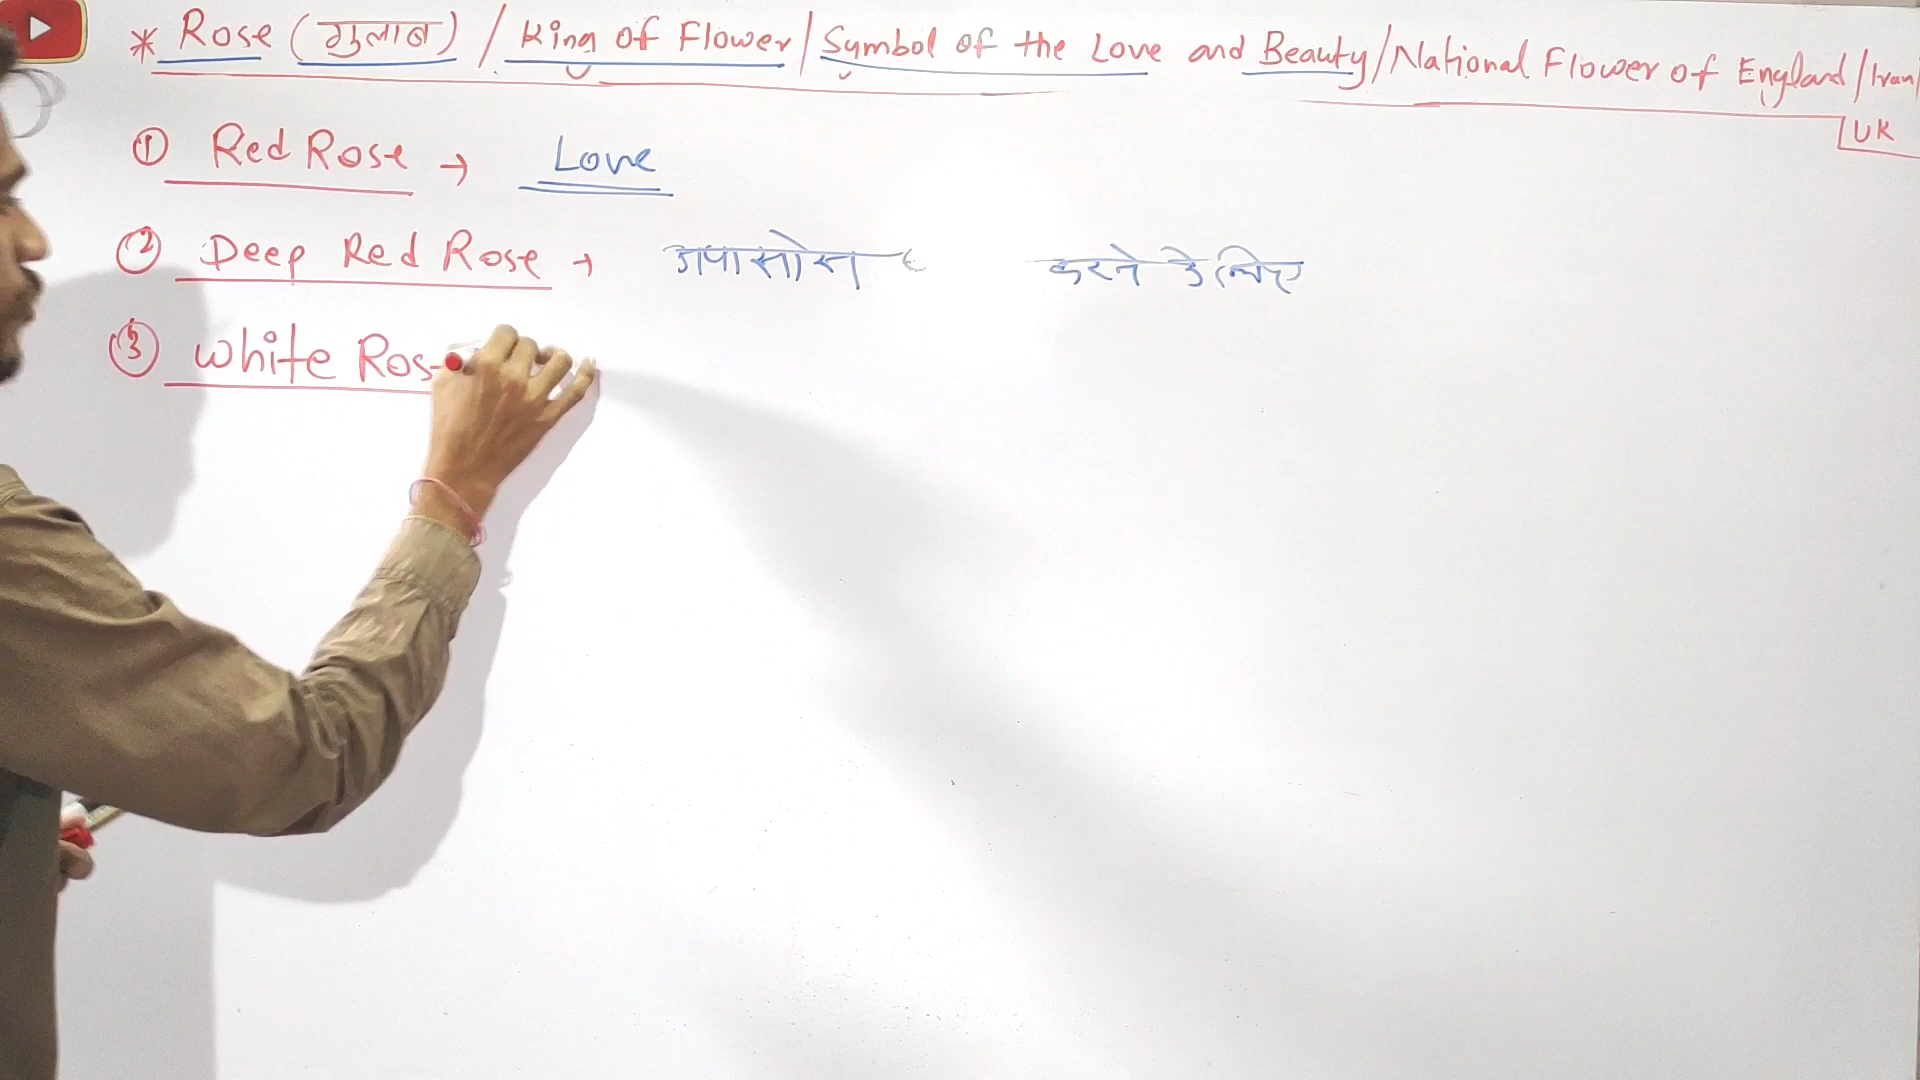 * Rose (गुलाब) / King of Flower / Symbol of the Love and Beauty / National Flower of England / Iran /
UK
① Red Rose → Love
② Deep Red Rose → करने के लिए
③ White Ros